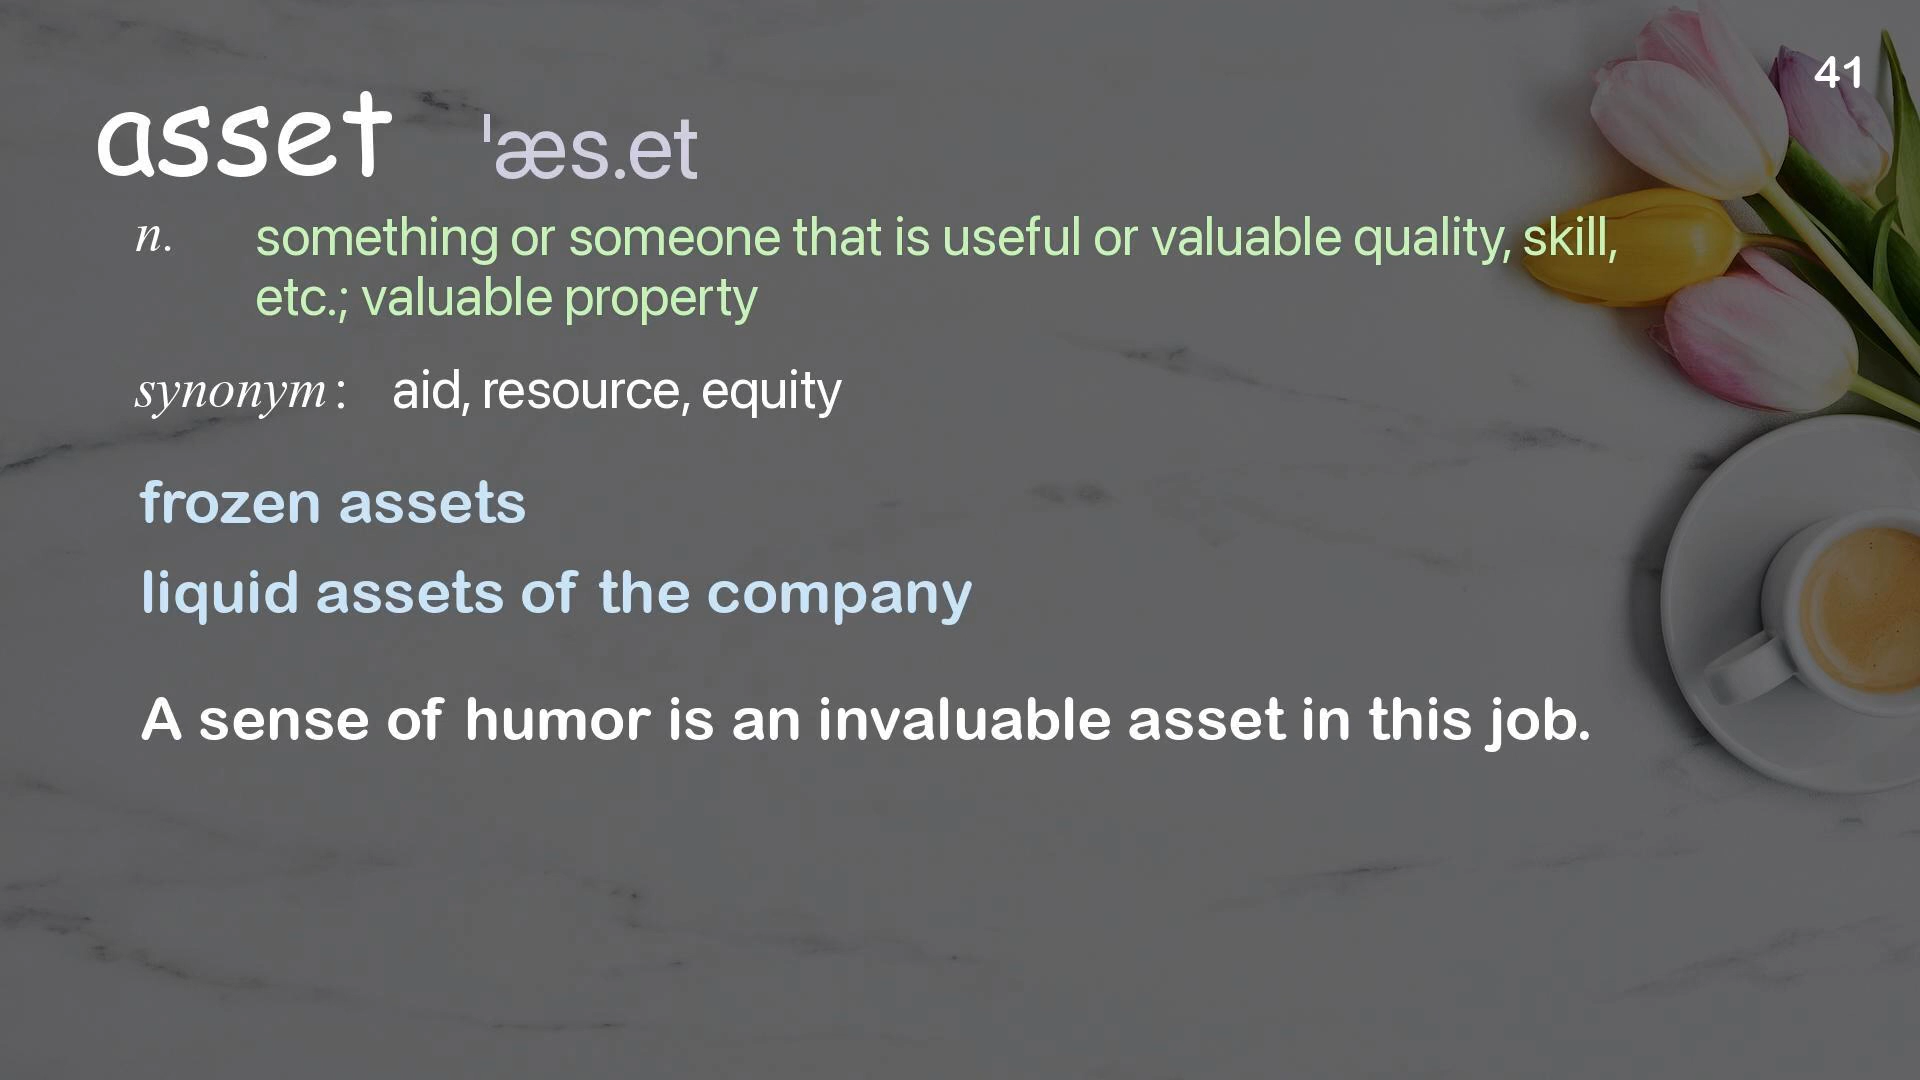 41
asset ˈæs.et
n. something or someone that is useful or valuable quality, skill,
etc.; valuable property
synonym: aid, resource, equity
frozen assets
liquid assets of the company
A sense of humor is an invaluable asset in this job.